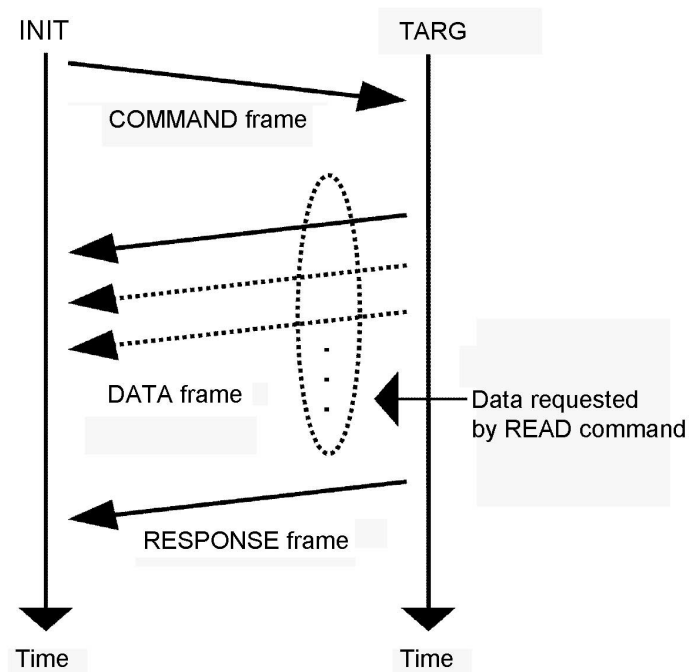 INIT
TARG
COMMAND frame
DATA frame
Data requested
by READ command
RESPONSE frame
Time
Time